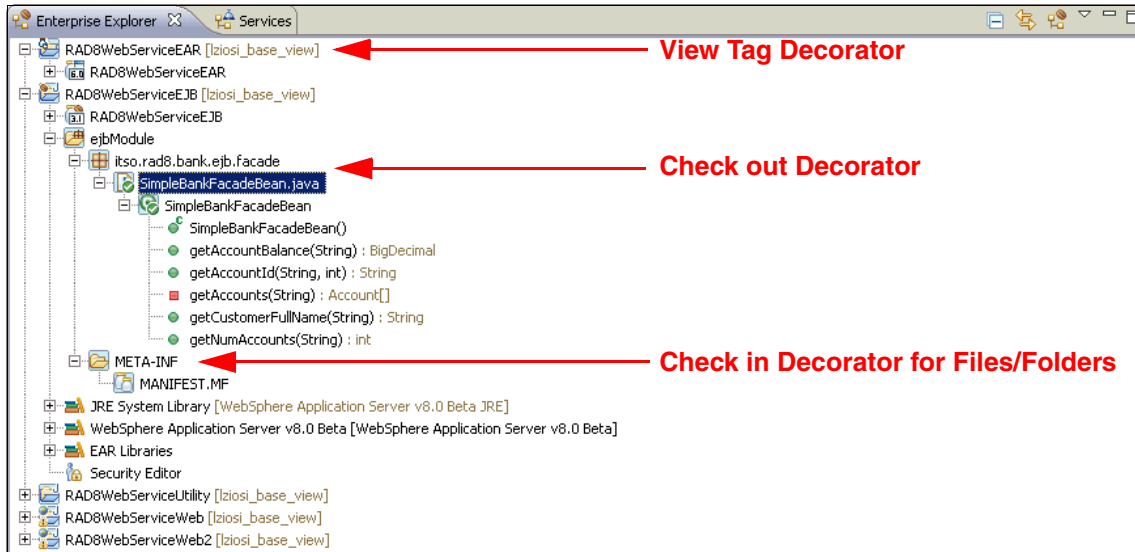 Enterprise Explorer Services
RAD8WebServiceEAR [lziosi_base_view] View Tag Decorator
6.0 RAD8WebServiceEAR
RAD8WebServiceEJB [lziosi_base_view]
3.1 RAD8WebServiceEJB
ejbModule
itso.rad8.bank.ejb.facade Check out Decorator
SimpleBankFacadeBean.java
SimpleBankFacadeBean
SimpleBankFacadeBean()
getAccountBalance(String) : BigDecimal
getAccountId(String, int) : String
getAccounts(String) : Account[]
getCustomerFullName(String) : String
getNumAccounts(String) : int
META-INF Check in Decorator for Files/Folders
MANIFEST.MF
JRE System Library [WebSphere Application Server v8.0 Beta JRE]
WebSphere Application Server v8.0 Beta [WebSphere Application Server v8.0 Beta]
EAR Libraries
Security Editor
RAD8WebServiceUtility [lziosi_base_view]
RAD8WebServiceWeb [lziosi_base_view]
RAD8WebServiceWeb2 [lziosi_base_view]